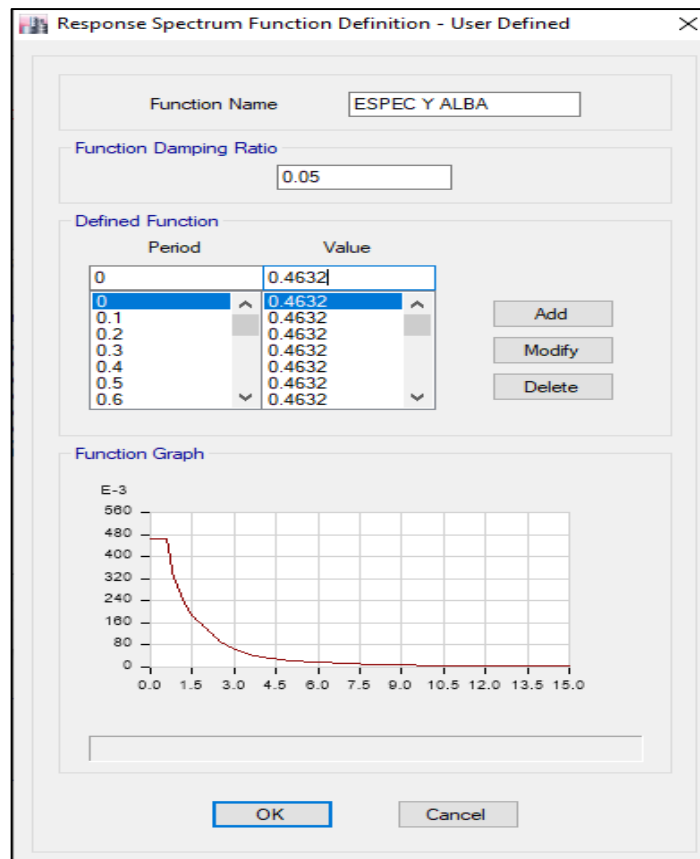 Response Spectrum Function Definition - User Defined
Function Name
ESPEC Y ALBA
Function Damping Ratio
0.05
Defined Function
Period Value
0 0.4632
0 0.4632
0.1 0.4632
0.2 0.4632
0.3 0.4632
0.4 0.4632
0.5 0.4632
0.6 0.4632
Add
Modify
Delete
Function Graph
E-3
560
480
400
320
240
160
80
0
0.0 1.5 3.0 4.5 6.0 7.5 9.0 10.5 12.0 13.5 15.0
OK Cancel